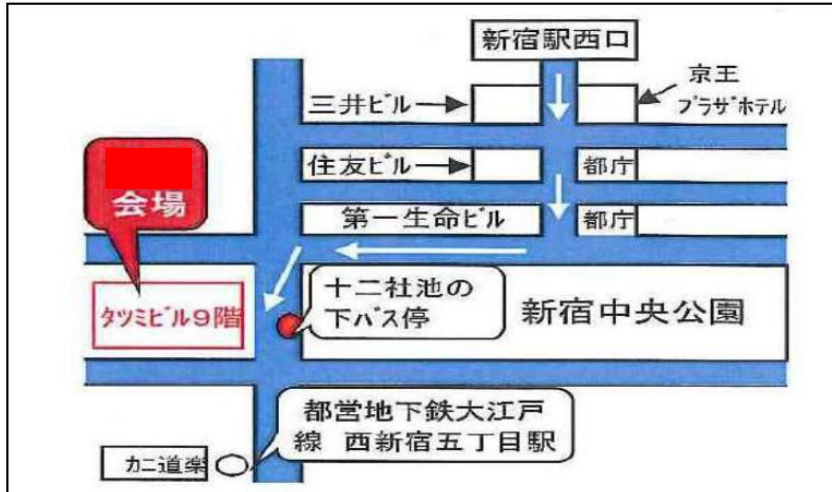 新宿駅西口
三井ビル
京王
プラザホテル
住友ビル
都庁
第一生命ビル
都庁
会場
タツミビル9階
十二社池の
下バス停
新宿中央公園
都営地下鉄大江戸
線 西新宿五丁目駅
カニ道楽